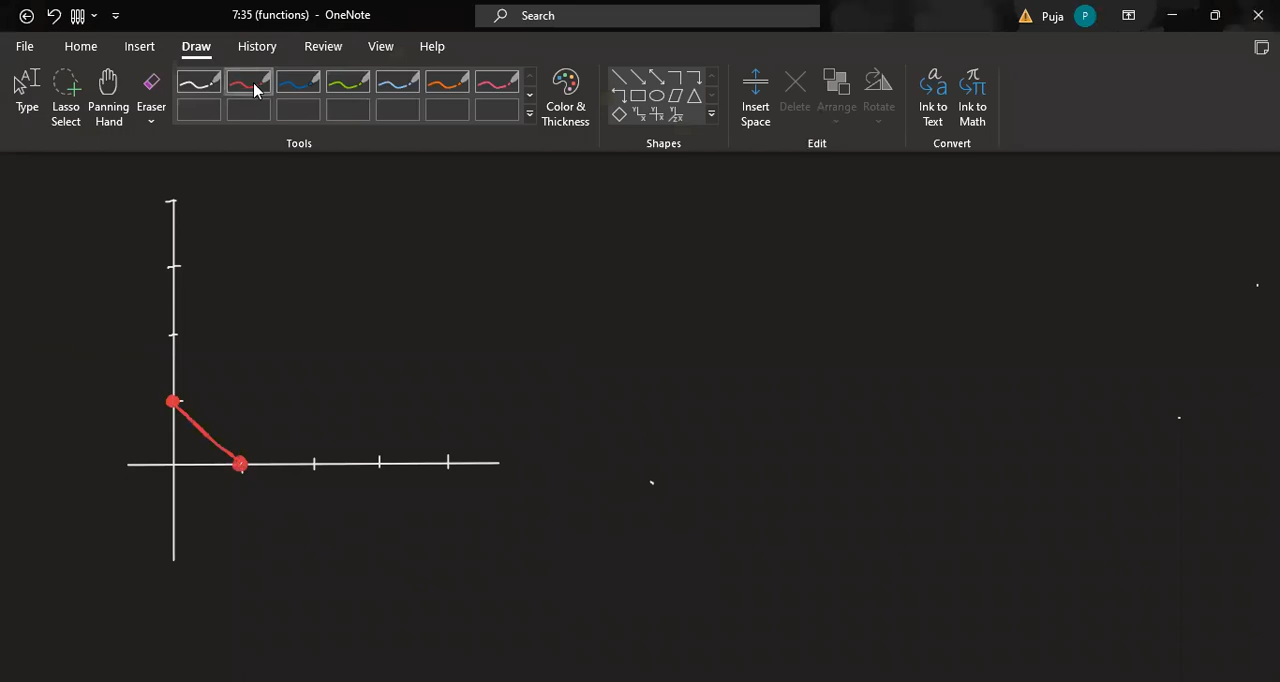 7:35 (functions) - OneNote
Search
Puja
P
File Home Insert Draw History Review View Help
Type
Lasso Select
Panning Hand
Eraser
Color & Thickness
Insert Space
Delete
Arrange
Rotate
Ink to Text
Ink to Math
Tools
Shapes
Edit
Convert